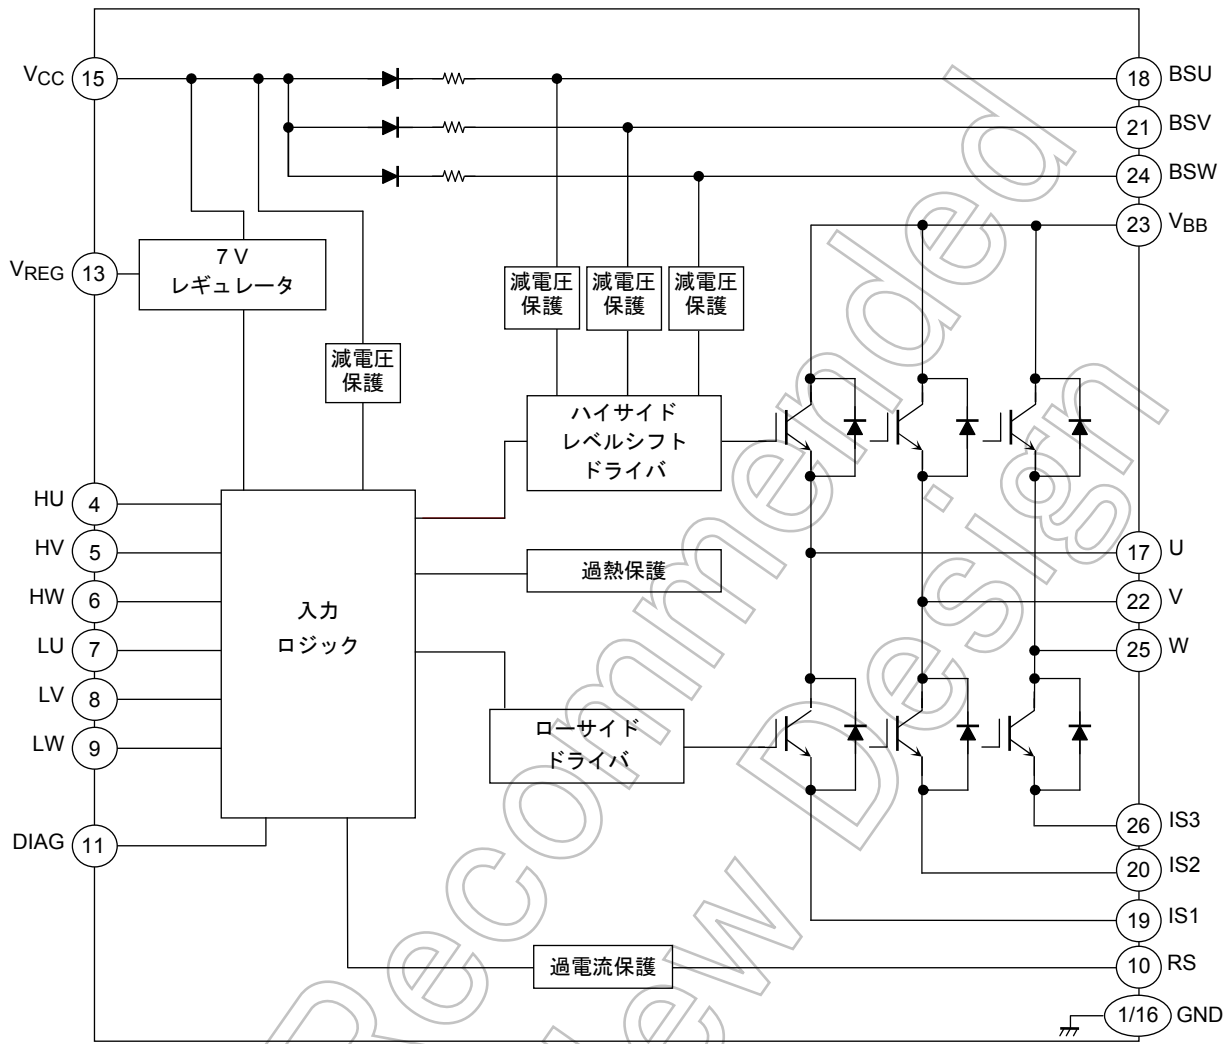 VCC 15
18 BSU
21 BSV
24 BSW
23 VBB
7 V
レギュレータ
VREG 13
減電圧
保護
減電圧
保護
減電圧
保護
減電圧
保護
ハイサイド
レベルシフト
ドライバ
HU 4
HV 5
HW 6
LU 7
LV 8
LW 9
DIAG 11
入力
ロジック
過熱保護
ローサイド
ドライバ
過電流保護
17 U
22 V
25 W
26 IS3
20 IS2
19 IS1
10 RS
1/16 GND
Recommended
ew Design